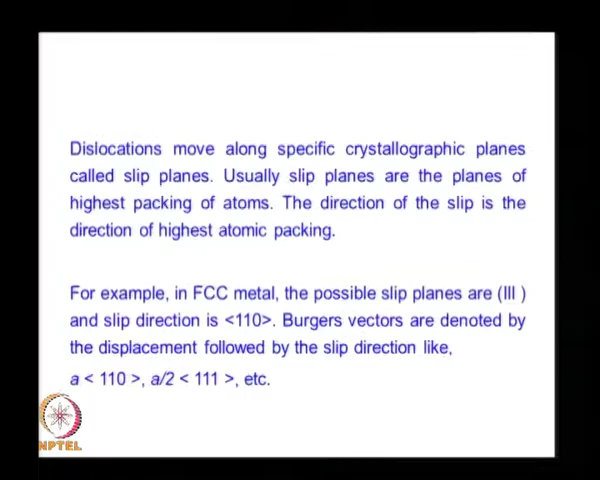 Dislocations move along specific crystallographic planes
called slip planes. Usually slip planes are the planes of
highest packing of atoms. The direction of the slip is the
direction of highest atomic packing.
For example, in FCC metal, the possible slip planes are (III )
and slip direction is <110>. Burgers vectors are denoted by
the displacement followed by the slip direction like,
a < 110 >, a/2 < 111 >, etc.
NPTEL